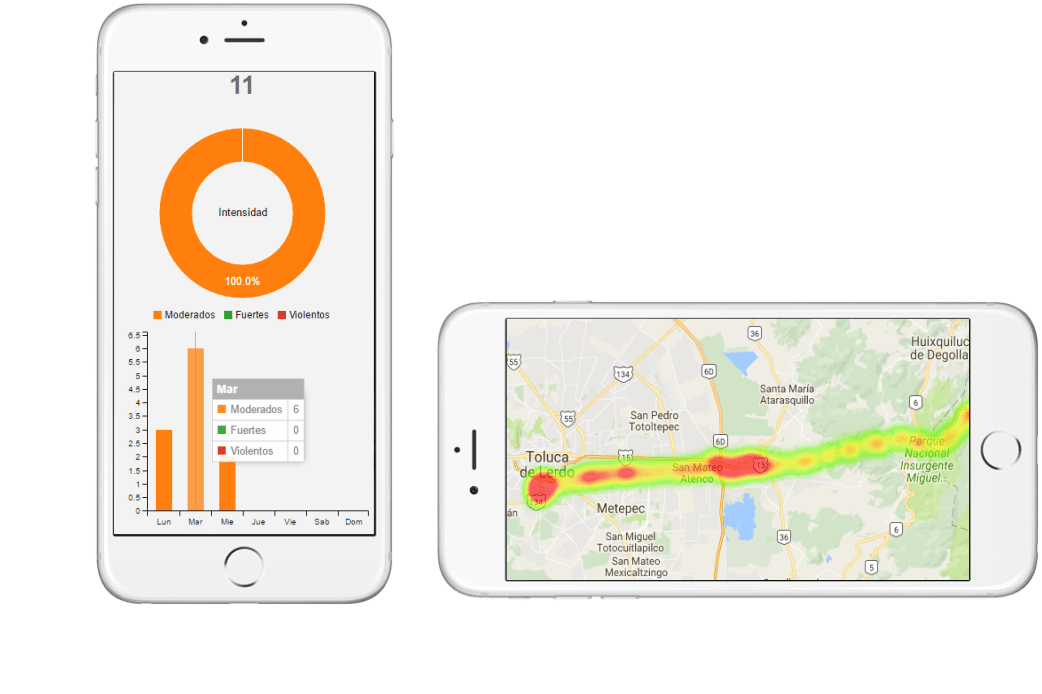 11
Intensidad
100.0%
Moderados Fuertes Violentos
6.5
6
5.5
5
4.5
4
3.5
3
2.5
2
1.5
1
0.5
0
Mar
Moderados 6
Fuertes 0
Violentos 0
Lun Mar Mie Jue Vie Sab Dom
36
Huixquiluc
de Degolla
55
134
6D
Santa María
Atarasquillo
6
55
San Pedro
Totoltepec
6D
Parque
Nacional
Insurgente
Miguel...
Toluca
de Lerdo
15
San Mateo
Atenco
15
134
án
Metepec
6
36
San Miguel
Totocuitlapilco
San Mateo
Mexicaltzingo
5